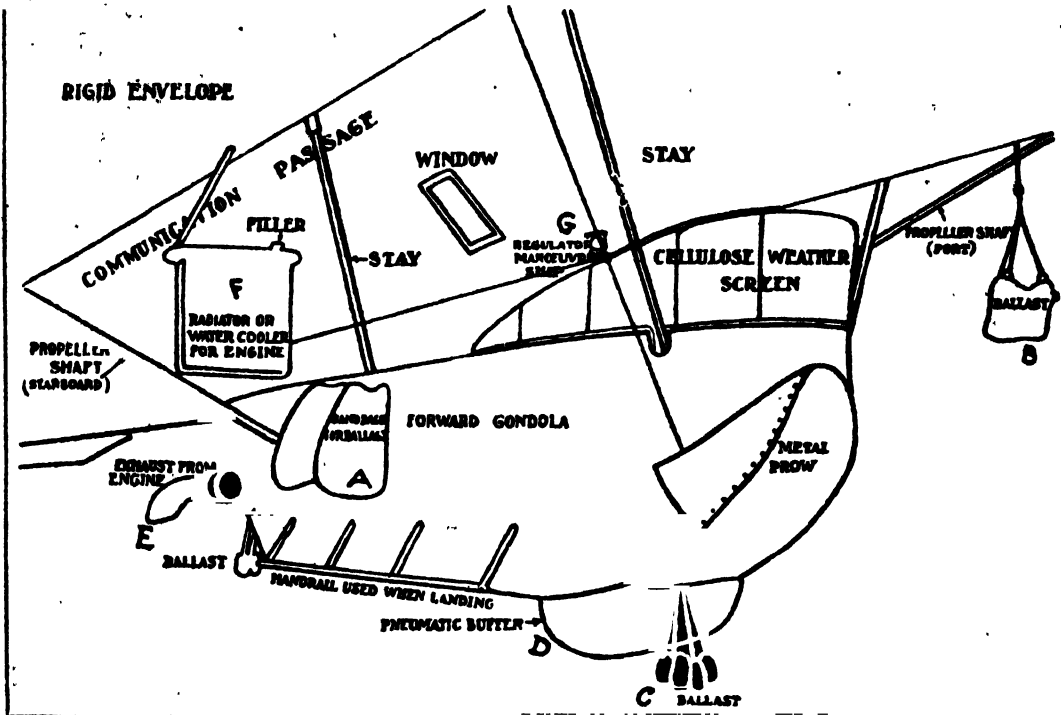 RIGID ENVELOPE
COMMUNICATION PASSAGE
WINDOW
STAY
FILLER
STAY
G
REGULATOR
MANOEUVRE
CELLULOSE WEATHER
SCREEN
PROPELLER SHAFT
(PORT)
BALLAST
B
F
RADIATOR OR
WATER COOLER
FOR ENGINE
PROPELLER
SHAFT
(STARBOARD)
FORWARD GONDOLA
A
METAL
PROW
EXHAUST FROM
ENGINE
E
BALLAST
HANDRAIL USED WHEN LANDING
PNEUMATIC BUFFER
D
C BALLAST